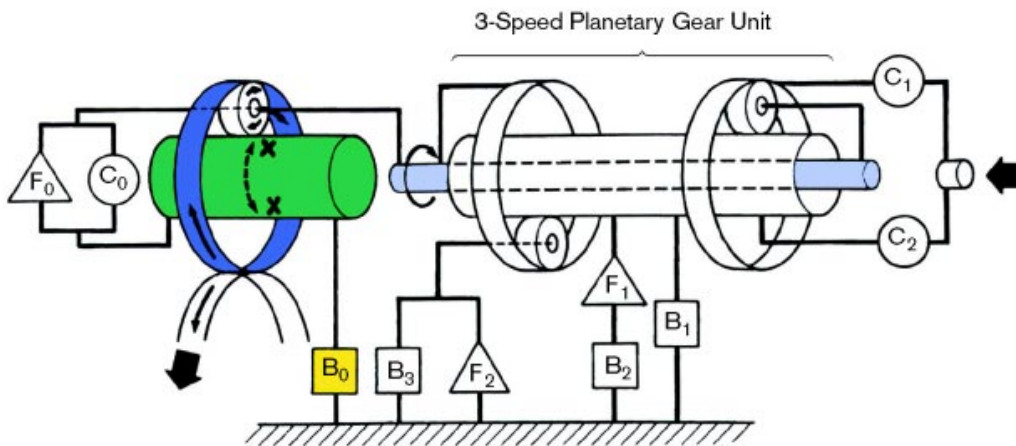 3-Speed Planetary Gear Unit
C1
F0
C0
C2
F1
B1
B0
B3
F2
B2